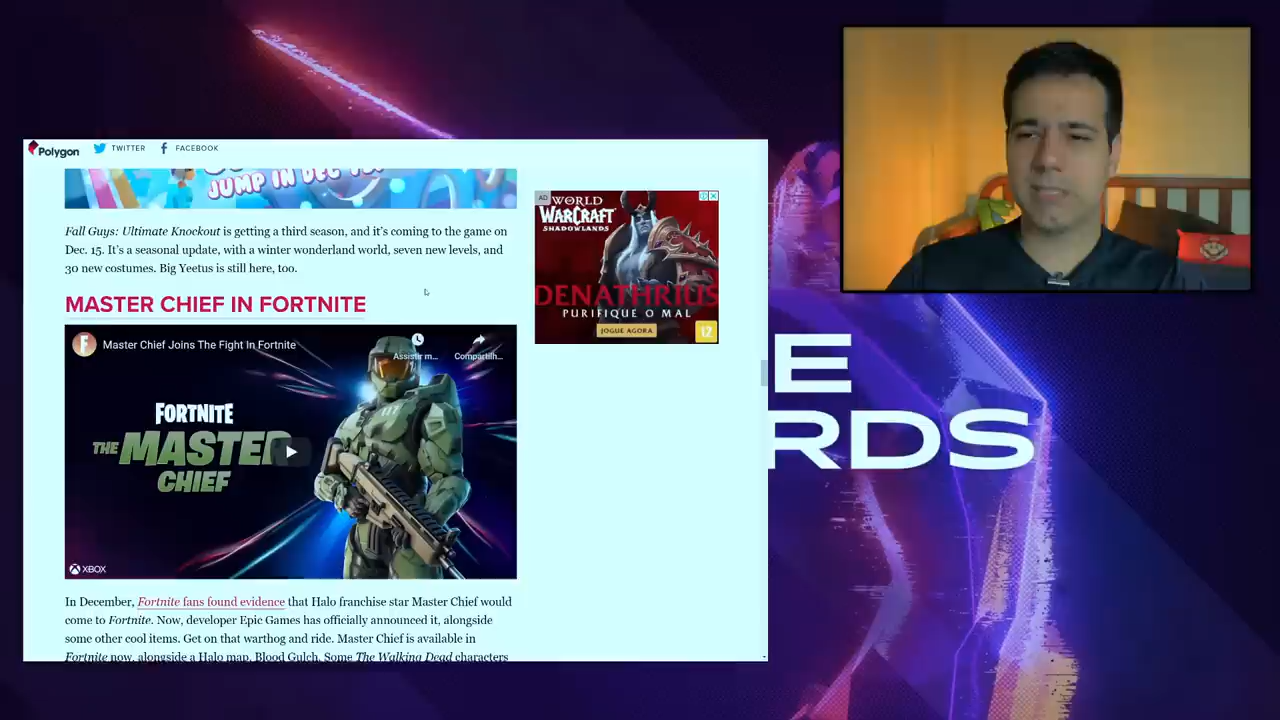 Polygon
TWITTER
FACEBOOK
JUMP IN DEC
Fall Guys: Ultimate Knockout is getting a third season, and it's coming to the game on
Dec. 15. It's a seasonal update, with a winter wonderland world, seven new levels, and
30 new costumes. Big Yeetus is still here, too.
MASTER CHIEF IN FORTNITE
Master Chief Joins The Fight In Fortnite
Assistir m...
Compartilh...
FORTNITE
THE MASTER
CHIEF
XBOX
In December, Fortnite fans found evidence that Halo franchise star Master Chief would
come to Fortnite. Now, developer Epic Games has officially announced it, alongside
some other cool items. Get on that warthog and ride. Master Chief is available in
Fortnite now, alongside a Halo map, Blood Gulch. Some The Walking Dead characters
AD
WORLD
WARCRAFT
SHADOWLANDS
DENATHRIUS
PURIFIQUE O MAL
JOGUE AGORA
12
E
RDS